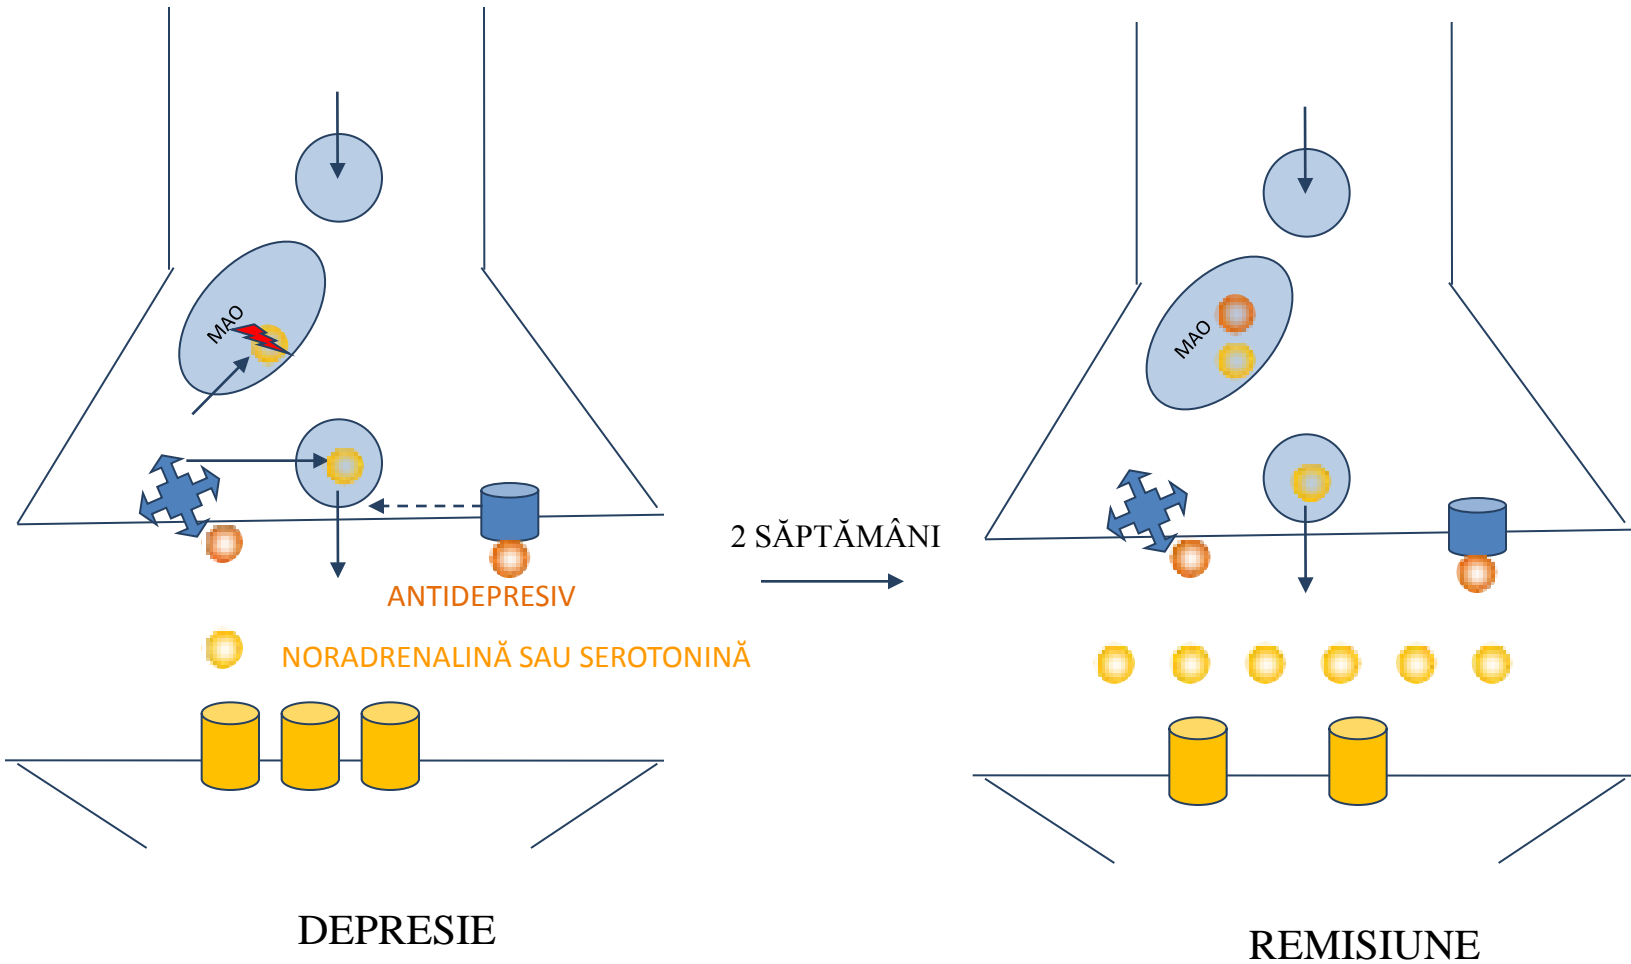 MAO
MAO
2 SĂPTĂMÂNI
ANTIDEPRESIV
NORADRENALINĂ SAU SEROTONINĂ
DEPRESIE
REMISIUNE